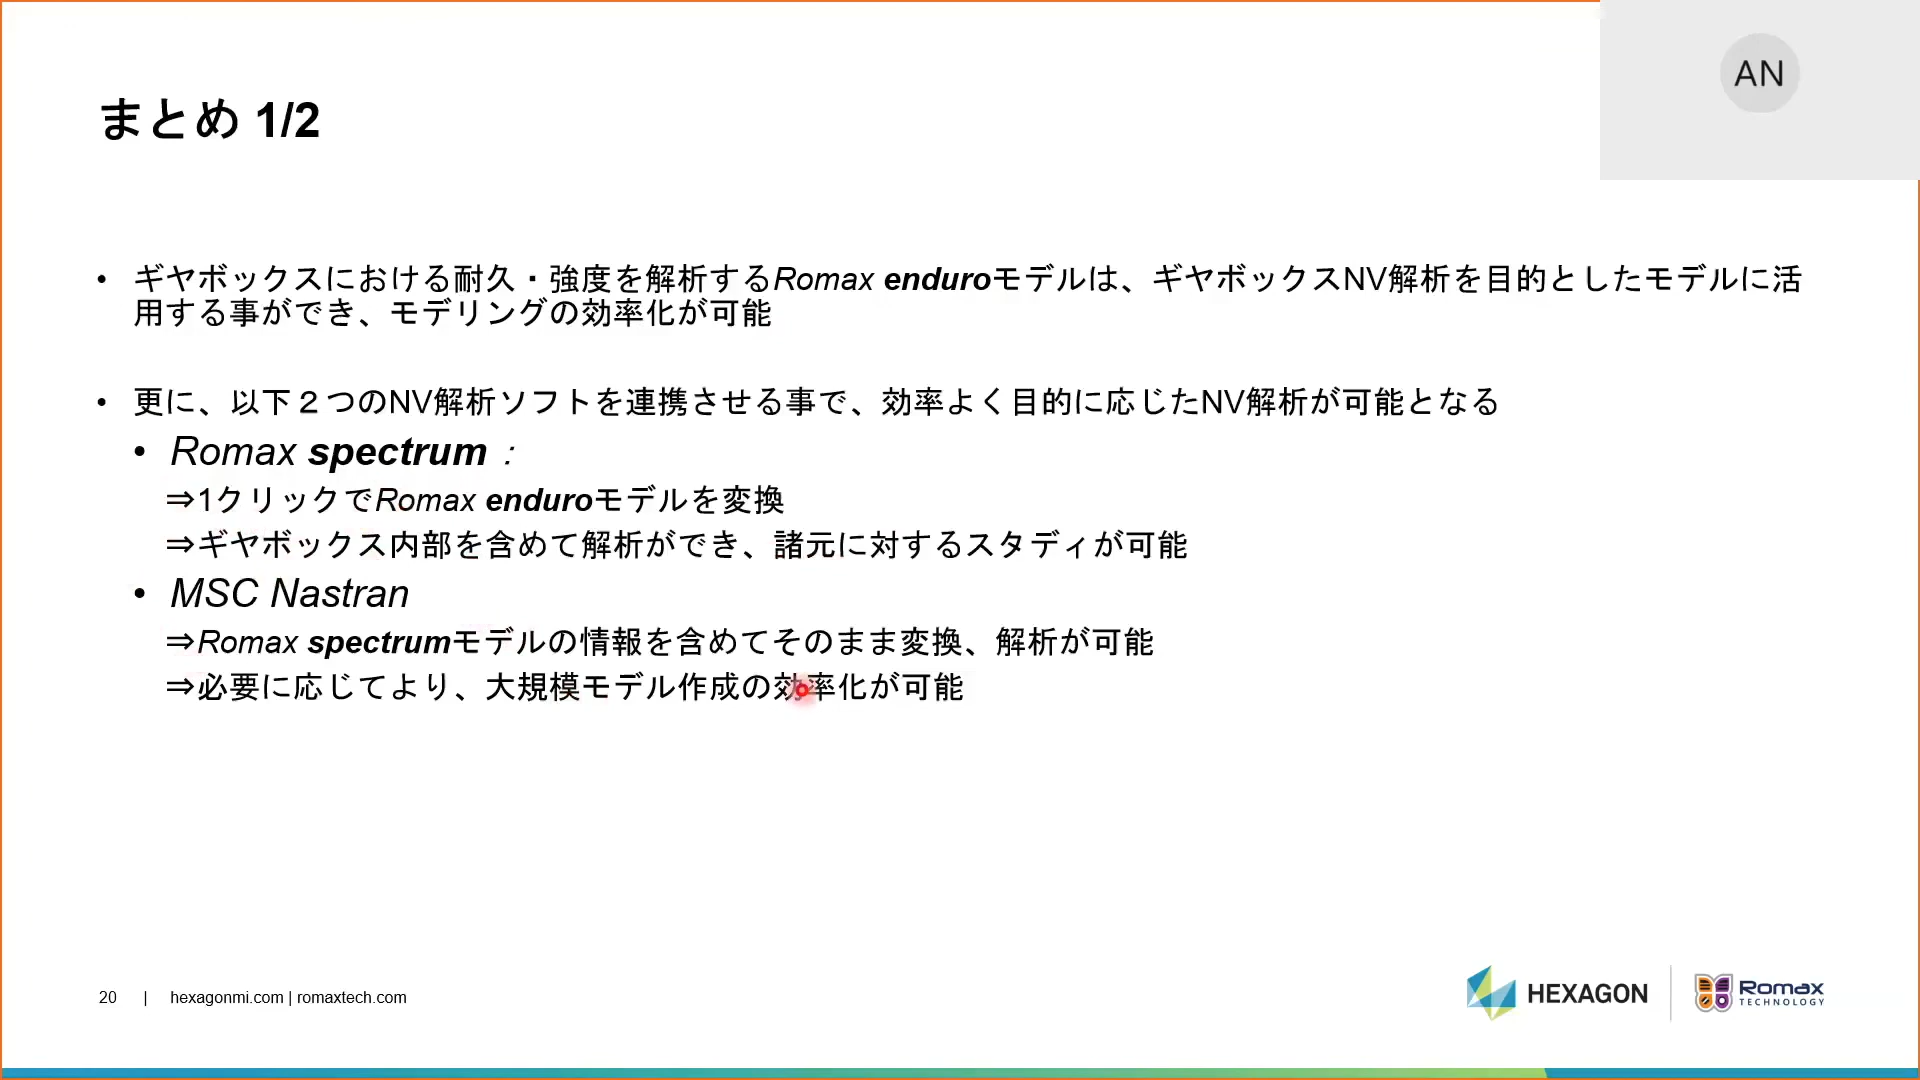 AN
まとめ 1/2
• ギヤボックスにおける耐久・強度を解析するRomax enduroモデルは、ギヤボックスNV解析を目的としたモデルに活
用する事ができ、モデリングの効率化が可能
• 更に、以下２つのNV解析ソフトを連携させる事で、効率よく目的に応じたNV解析が可能となる
• Romax spectrum：
⇒1クリックでRomax enduroモデルを変換
⇒ギヤボックス内部を含めて解析ができ、諸元に対するスタディが可能
• MSC Nastran
⇒Romax spectrumモデルの情報を含めてそのまま変換、解析が可能
⇒必要に応じてより、大規模モデル作成の効率化が可能
20 | hexagonmi.com | romaxtech.com
HEXAGON
Romax
TECHNOLOGY